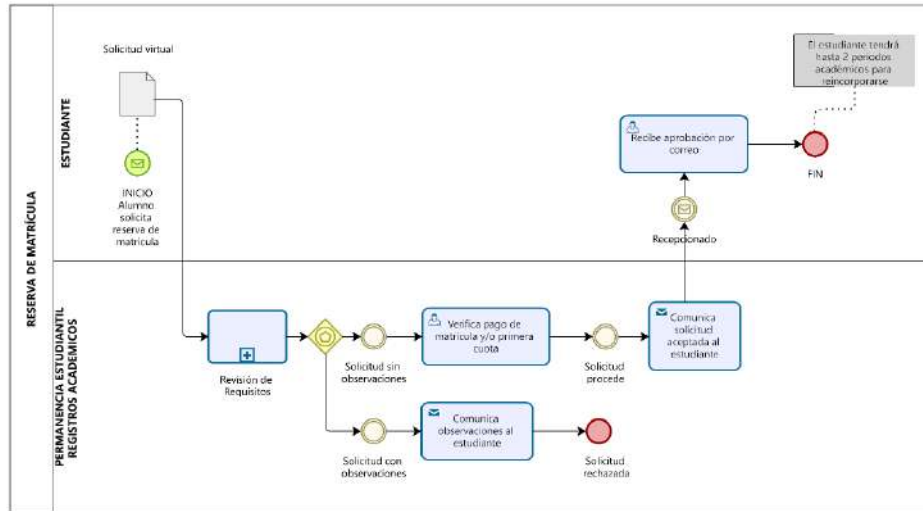 RESERVA DE MATRÍCULA
ESTUDIANTE
Solicitud virtual
INICIO
Alumno
solicita
reserva de
matricula
El estudiante tendrá
hasta 2 periodos
académicos para
reincorporarse
Recibe aprobación por
correo
FIN
Recepcionado
PERMANENCIA ESTUDIANTIL
REGISTROS ACADEMICOS
Revisión de
Requisitos
Solicitud sin
observaciones
Verifica pago de
matricula y/o primera
cuota
Solicitud
procede
Comunica
solicitud
aceptada al
estudiante
Solicitud con
observaciones
Comunica
observaciones al
estudiante
Solicitud
rechazada